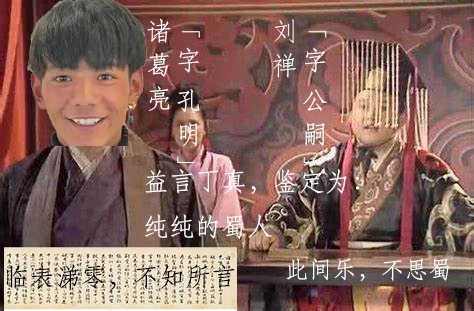 诸葛亮
「字孔明」
刘禅
「字公嗣」
益言丁真，鉴定为：
纯纯的蜀人
临表涕零，不知所言
此间乐，不思蜀